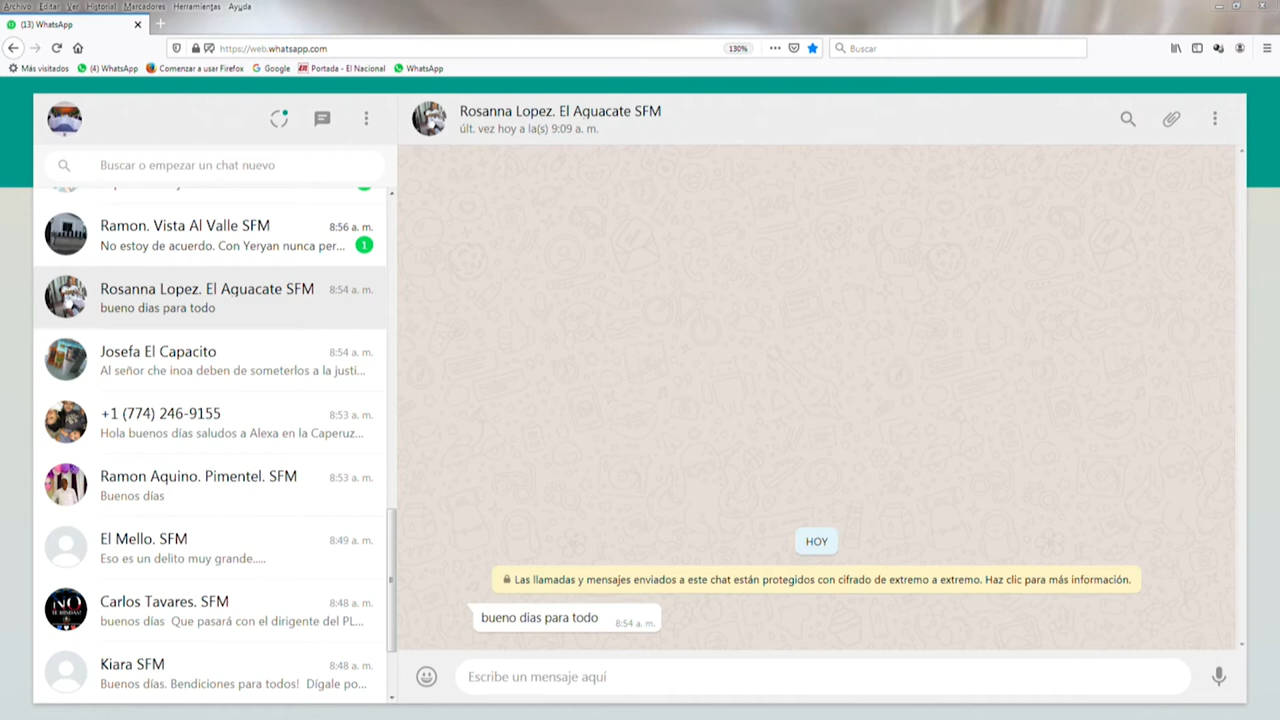 Archivo Editar Ver Historial Marcadores Herramientas Ayuda
(13) WhatsApp
https://web.whatsapp.com
130%
Buscar
Más visitados
(4) WhatsApp
Comenzar a usar Firefox
Google
Portada - El Nacional
WhatsApp
Buscar o empezar un chat nuevo
Ramon. Vista Al Valle SFM
8:56 a. m.
No estoy de acuerdo. Con Yeryan nunca per...
1
Rosanna Lopez. El Aguacate SFM
8:54 a. m.
bueno dias para todo
Josefa El Capacito
8:54 a. m.
Al señor che inoa deben de someterlos a la justi...
+1 (774) 246-9155
8:53 a. m.
Hola buenos días saludos a Alexa en la Caperuz...
Ramon Aquino. Pimentel. SFM
8:53 a. m.
Buenos días
El Mello. SFM
8:49 a. m.
Eso es un delito muy grande.....
Carlos Tavares. SFM
8:48 a. m.
buenos días  Que pasará con el dirigente del PL...
Kiara SFM
8:48 a. m.
Buenos días. Bendiciones para todos!  Dígale po...
Rosanna Lopez. El Aguacate SFM
últ. vez hoy a la(s) 9:09 a. m.
HOY
Las llamadas y mensajes enviados a este chat están protegidos con cifrado de extremo a extremo. Haz clic para más información.
bueno dias para todo
8:54 a. m.
Escribe un mensaje aquí